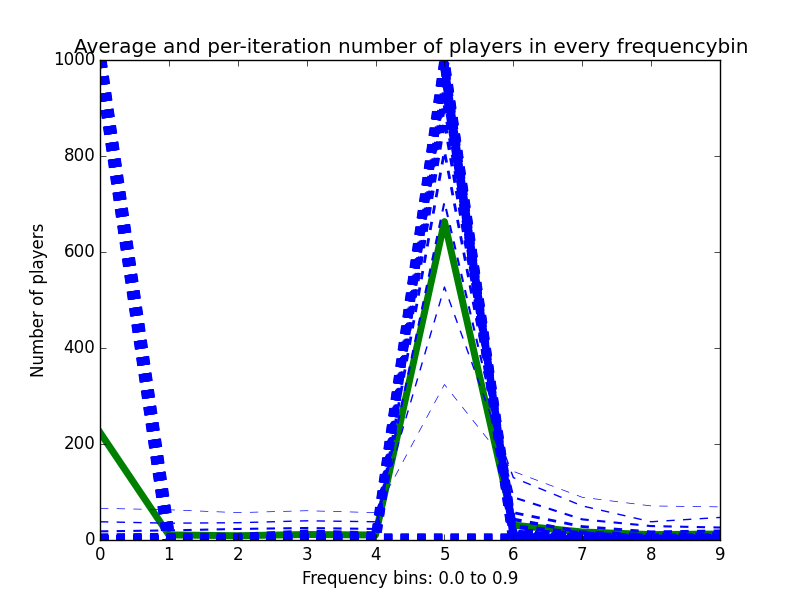 Average and per-iteration number of players in every frequencybin
1000
800
600
400
200
0
Number of players
0 1 2 3 4 5 6 7 8 9
Frequency bins: 0.0 to 0.9